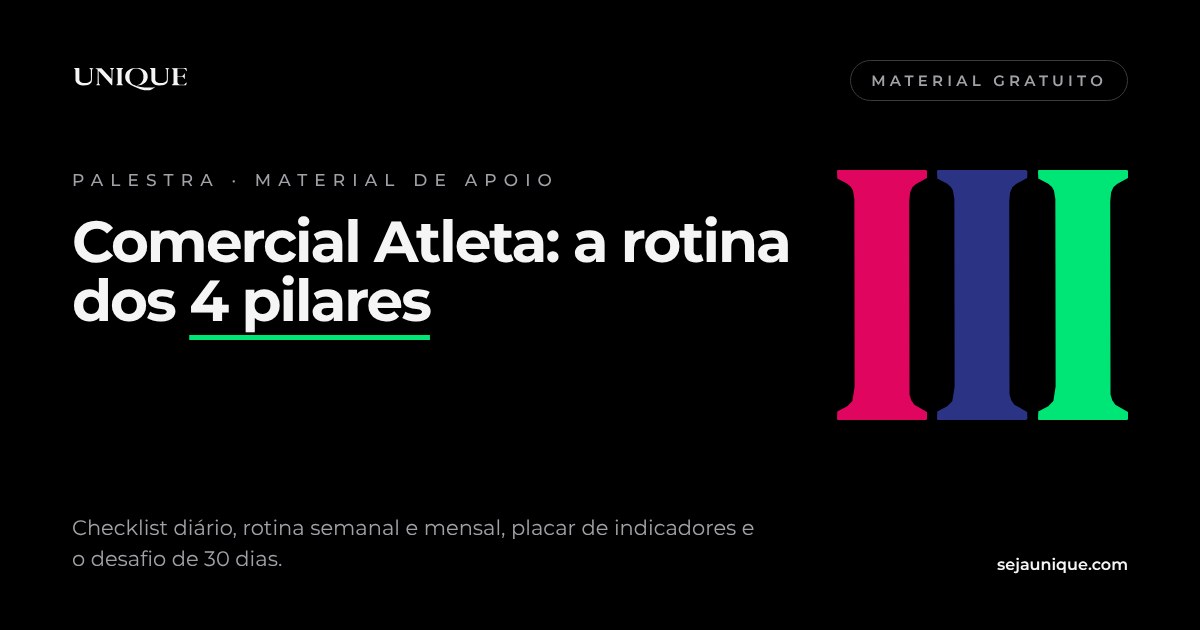 UNIQUE
MATERIAL GRATUITO
PALESTRA · MATERIAL DE APOIO
Comercial Atleta: a rotina
dos 4 pilares
Checklist diário, rotina semanal e mensal, placar de indicadores e
o desafio de 30 dias.
sejaunique.com